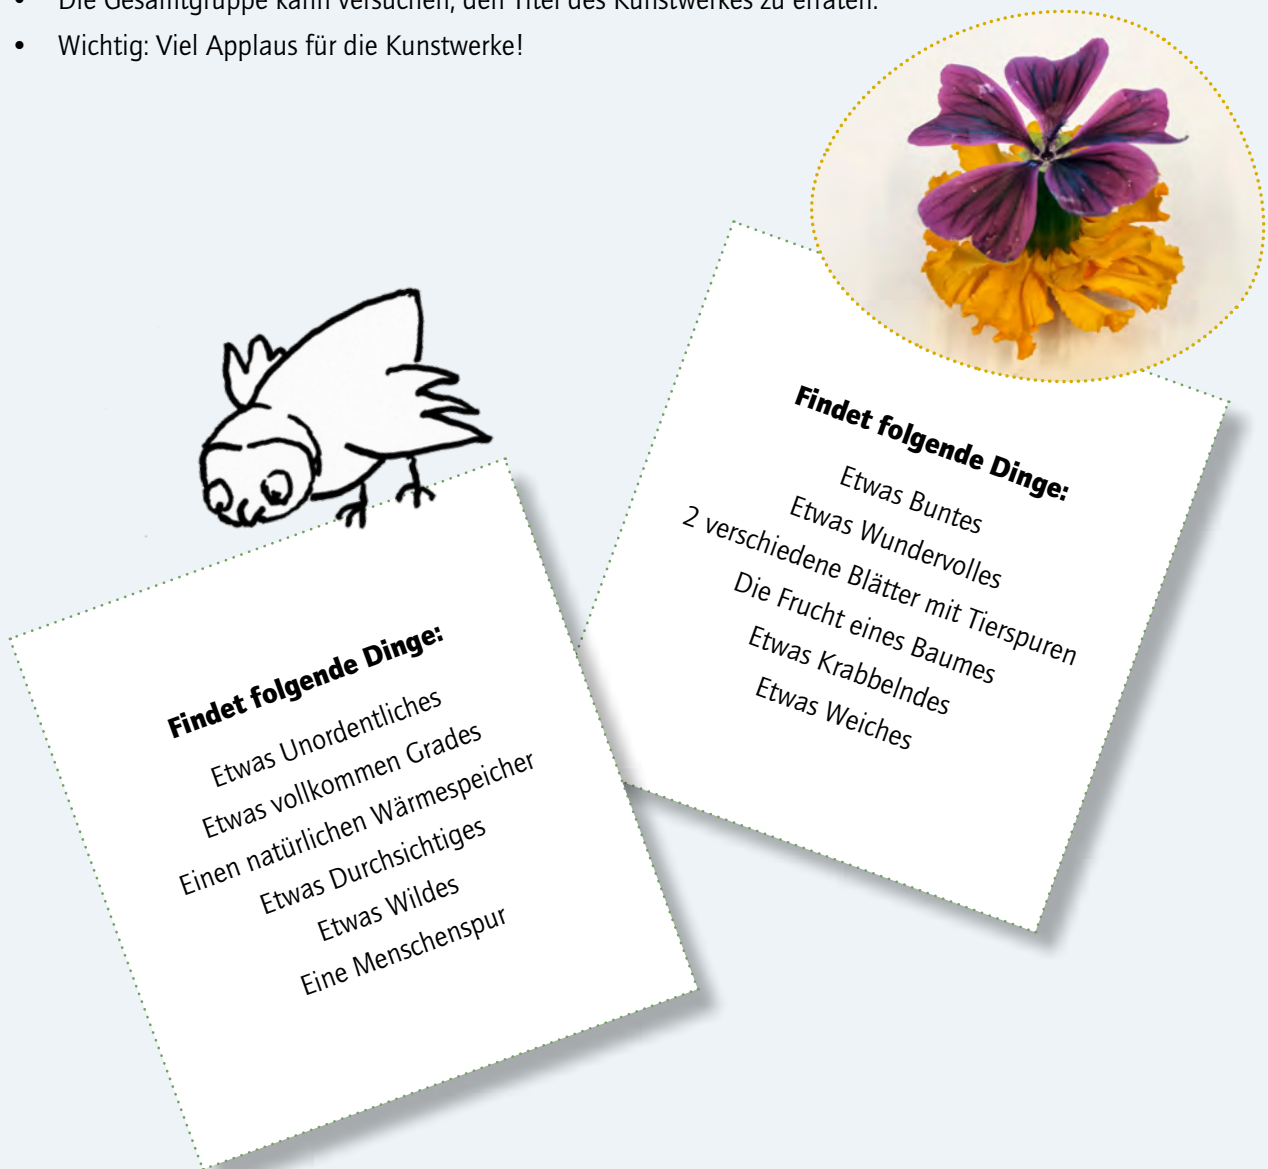 • Die Gesamtgruppe kann versuchen, den Titel des Kunstwerkes zu erraten.
• Wichtig: Viel Applaus für die Kunstwerke!
Findet folgende Dinge:
Etwas Unordentliches
Etwas vollkommen Grades
Einen natürlichen Wärmespeicher
Etwas Durchsichtiges
Etwas Wildes
Eine Menschenspur
Findet folgende Dinge:
Etwas Buntes
Etwas Wundervolles
2 verschiedene Blätter mit Tierspuren
Die Frucht eines Baumes
Etwas Krabbelndes
Etwas Weiches